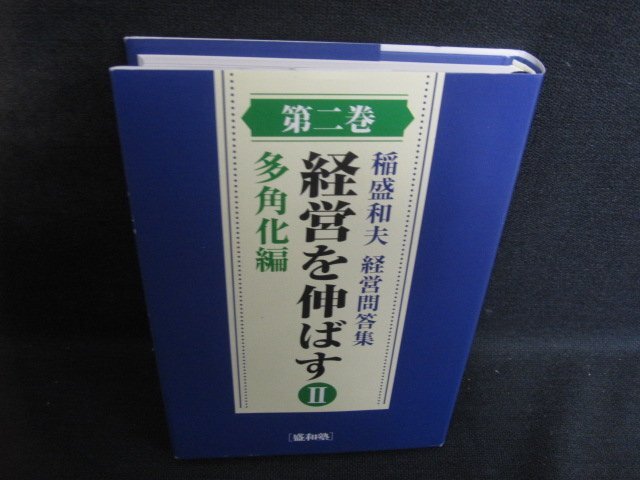 第二巻
稲盛和夫 経営問答集
経営を伸ばす Ⅱ
多角化編
[盛和塾]